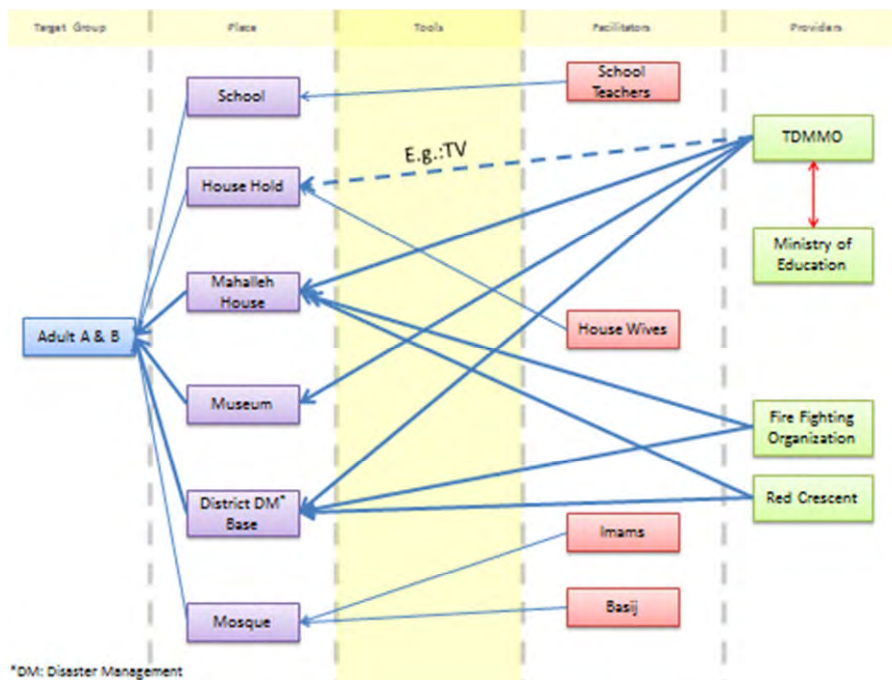 Target Group
Place
Tools
Facilitators
Providers
School
School
Teachers
TDMMO
E.g.:TV
House Hold
Ministry of
Education
Mahalleh
House
Adult A & B
House Wives
Museum
Fire Fighting
Organization
District DM*
Base
Red Crescent
Imams
Mosque
Basij
*DM: Disaster Management